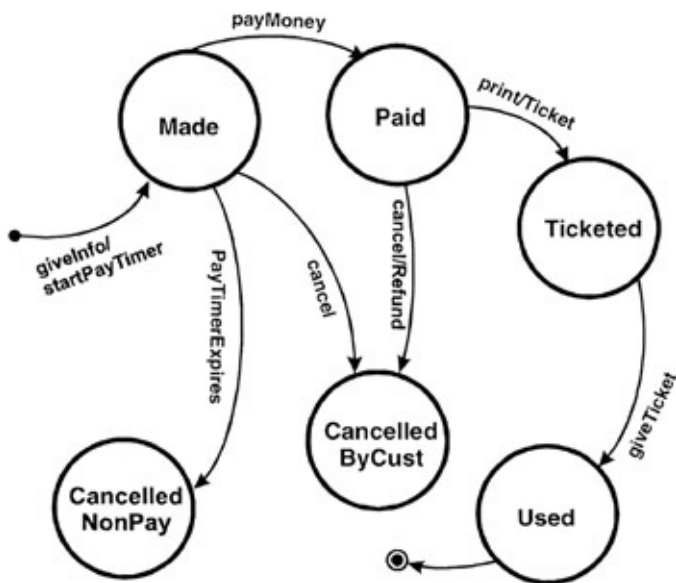 payMoney
Made
Paid
print/Ticket
giveInfo/
startPayTimer
PayTimerExpires
cancel
cancel/Refund
Ticketed
giveTicket
Cancelled
ByCust
Cancelled
NonPay
Used